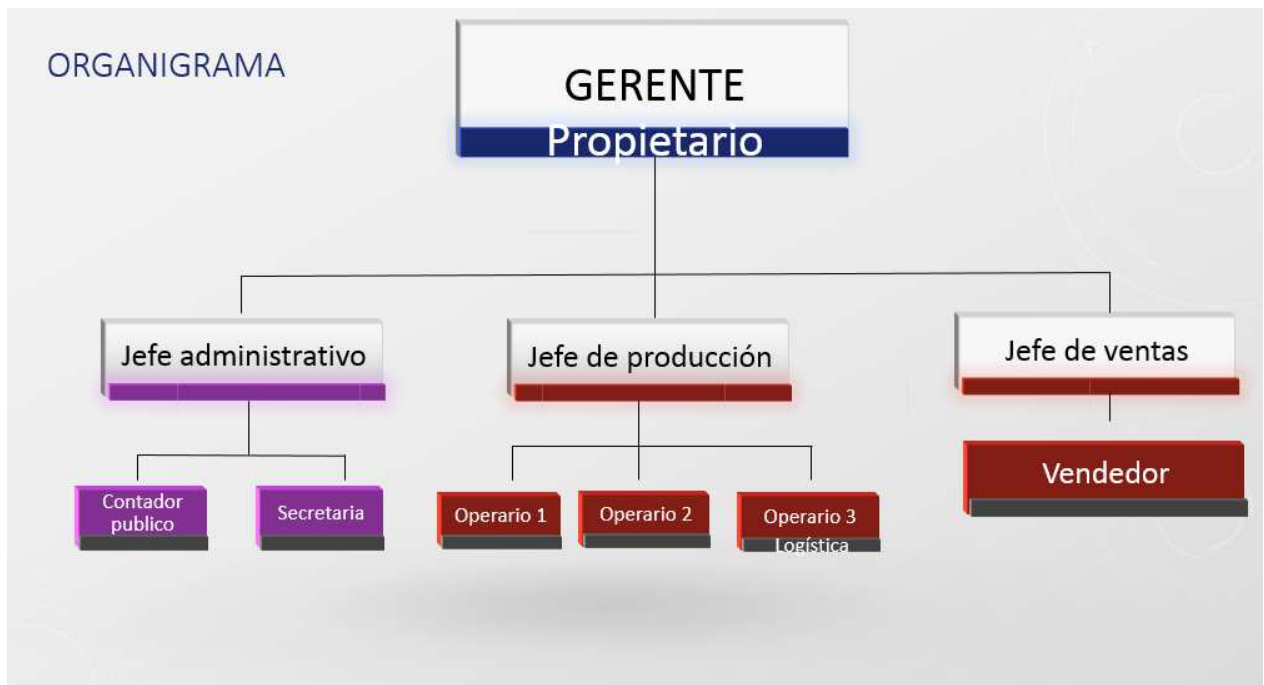 ORGANIGRAMA
GERENTE
Propietario
Jefe administrativo
Jefe de producción
Jefe de ventas
Contador
publico
Secretaria
Operario 1
Operario 2
Operario 3
Logística
Vendedor